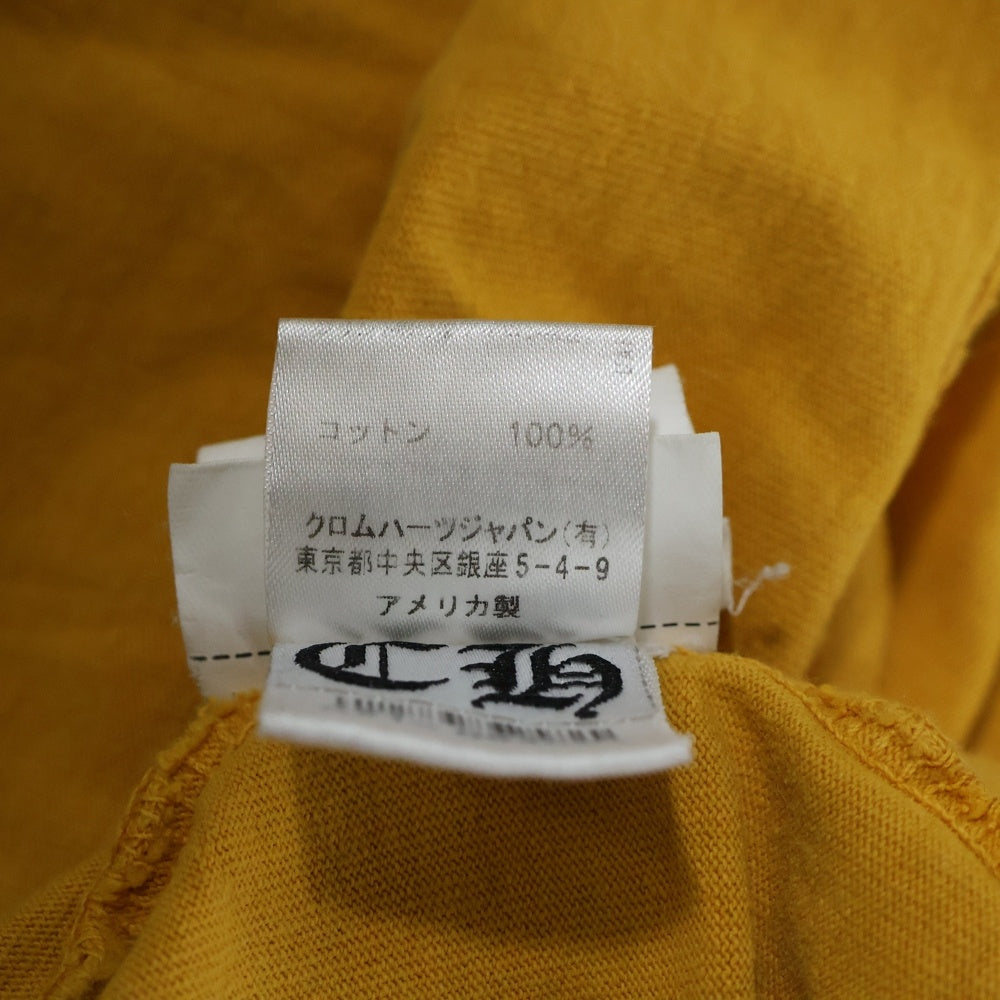 コットン 100%
クロムハーツジャパン(有)
東京都中央区銀座5-4-9
アメリカ製